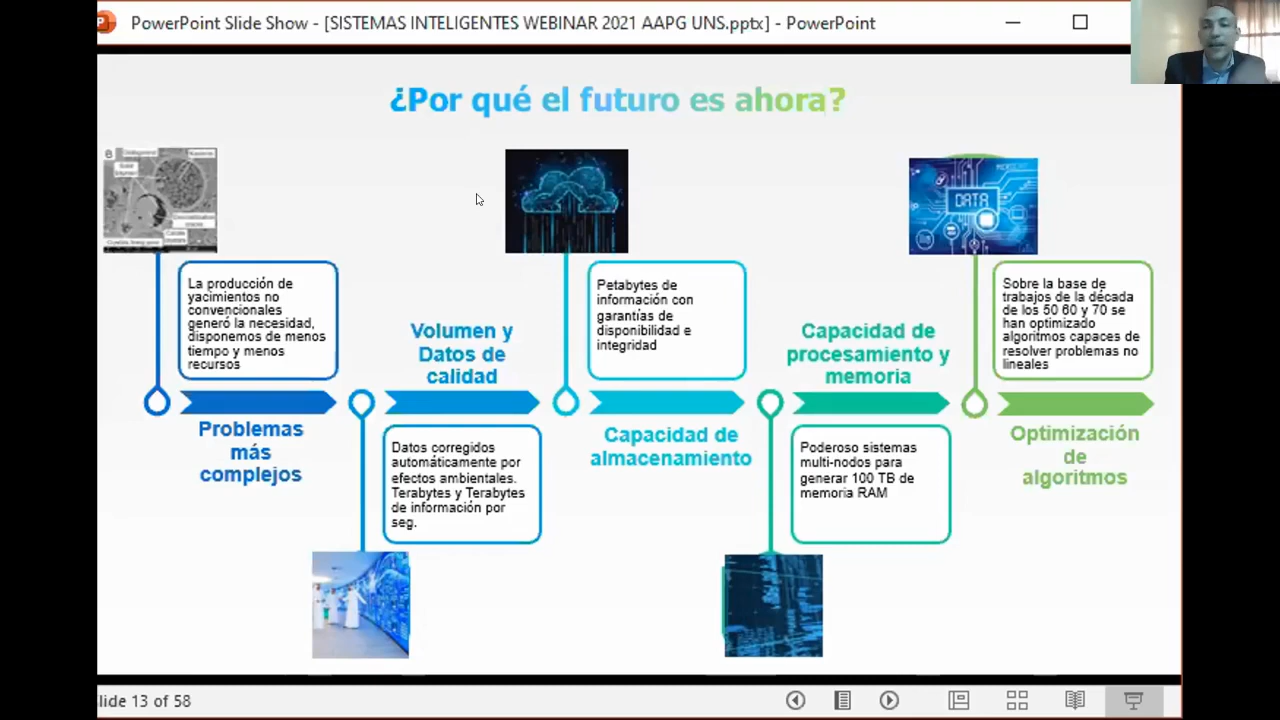 PowerPoint Slide Show - [SISTEMAS INTELIGENTES WEBINAR 2021 AAPG UNS.pptx] - PowerPoint
¿Por qué el futuro es ahora?
B
DATA
La producción de
yacimientos no
convencionales
generó la necesidad,
disponemos de menos
tiempo y menos
recursos
Problemas
más
complejos
Volumen y
Datos de
calidad
Datos corregidos
automáticamente por
efectos ambientales.
Terabytes y Terabytes
de información por
seg.
Petabytes de
información con
garantías de
disponibilidad e
integridad
Capacidad de
almacenamiento
Capacidad de
procesamiento y
memoria
Poderoso sistemas
multi-nodos para
generar 100 TB de
memoria RAM
Sobre la base de
trabajos de la década
de los 50 60 y 70 se
han optimizado
algoritmos capaces de
resolver problemas no
lineales
Optimización
de
algoritmos
lide 13 of 58